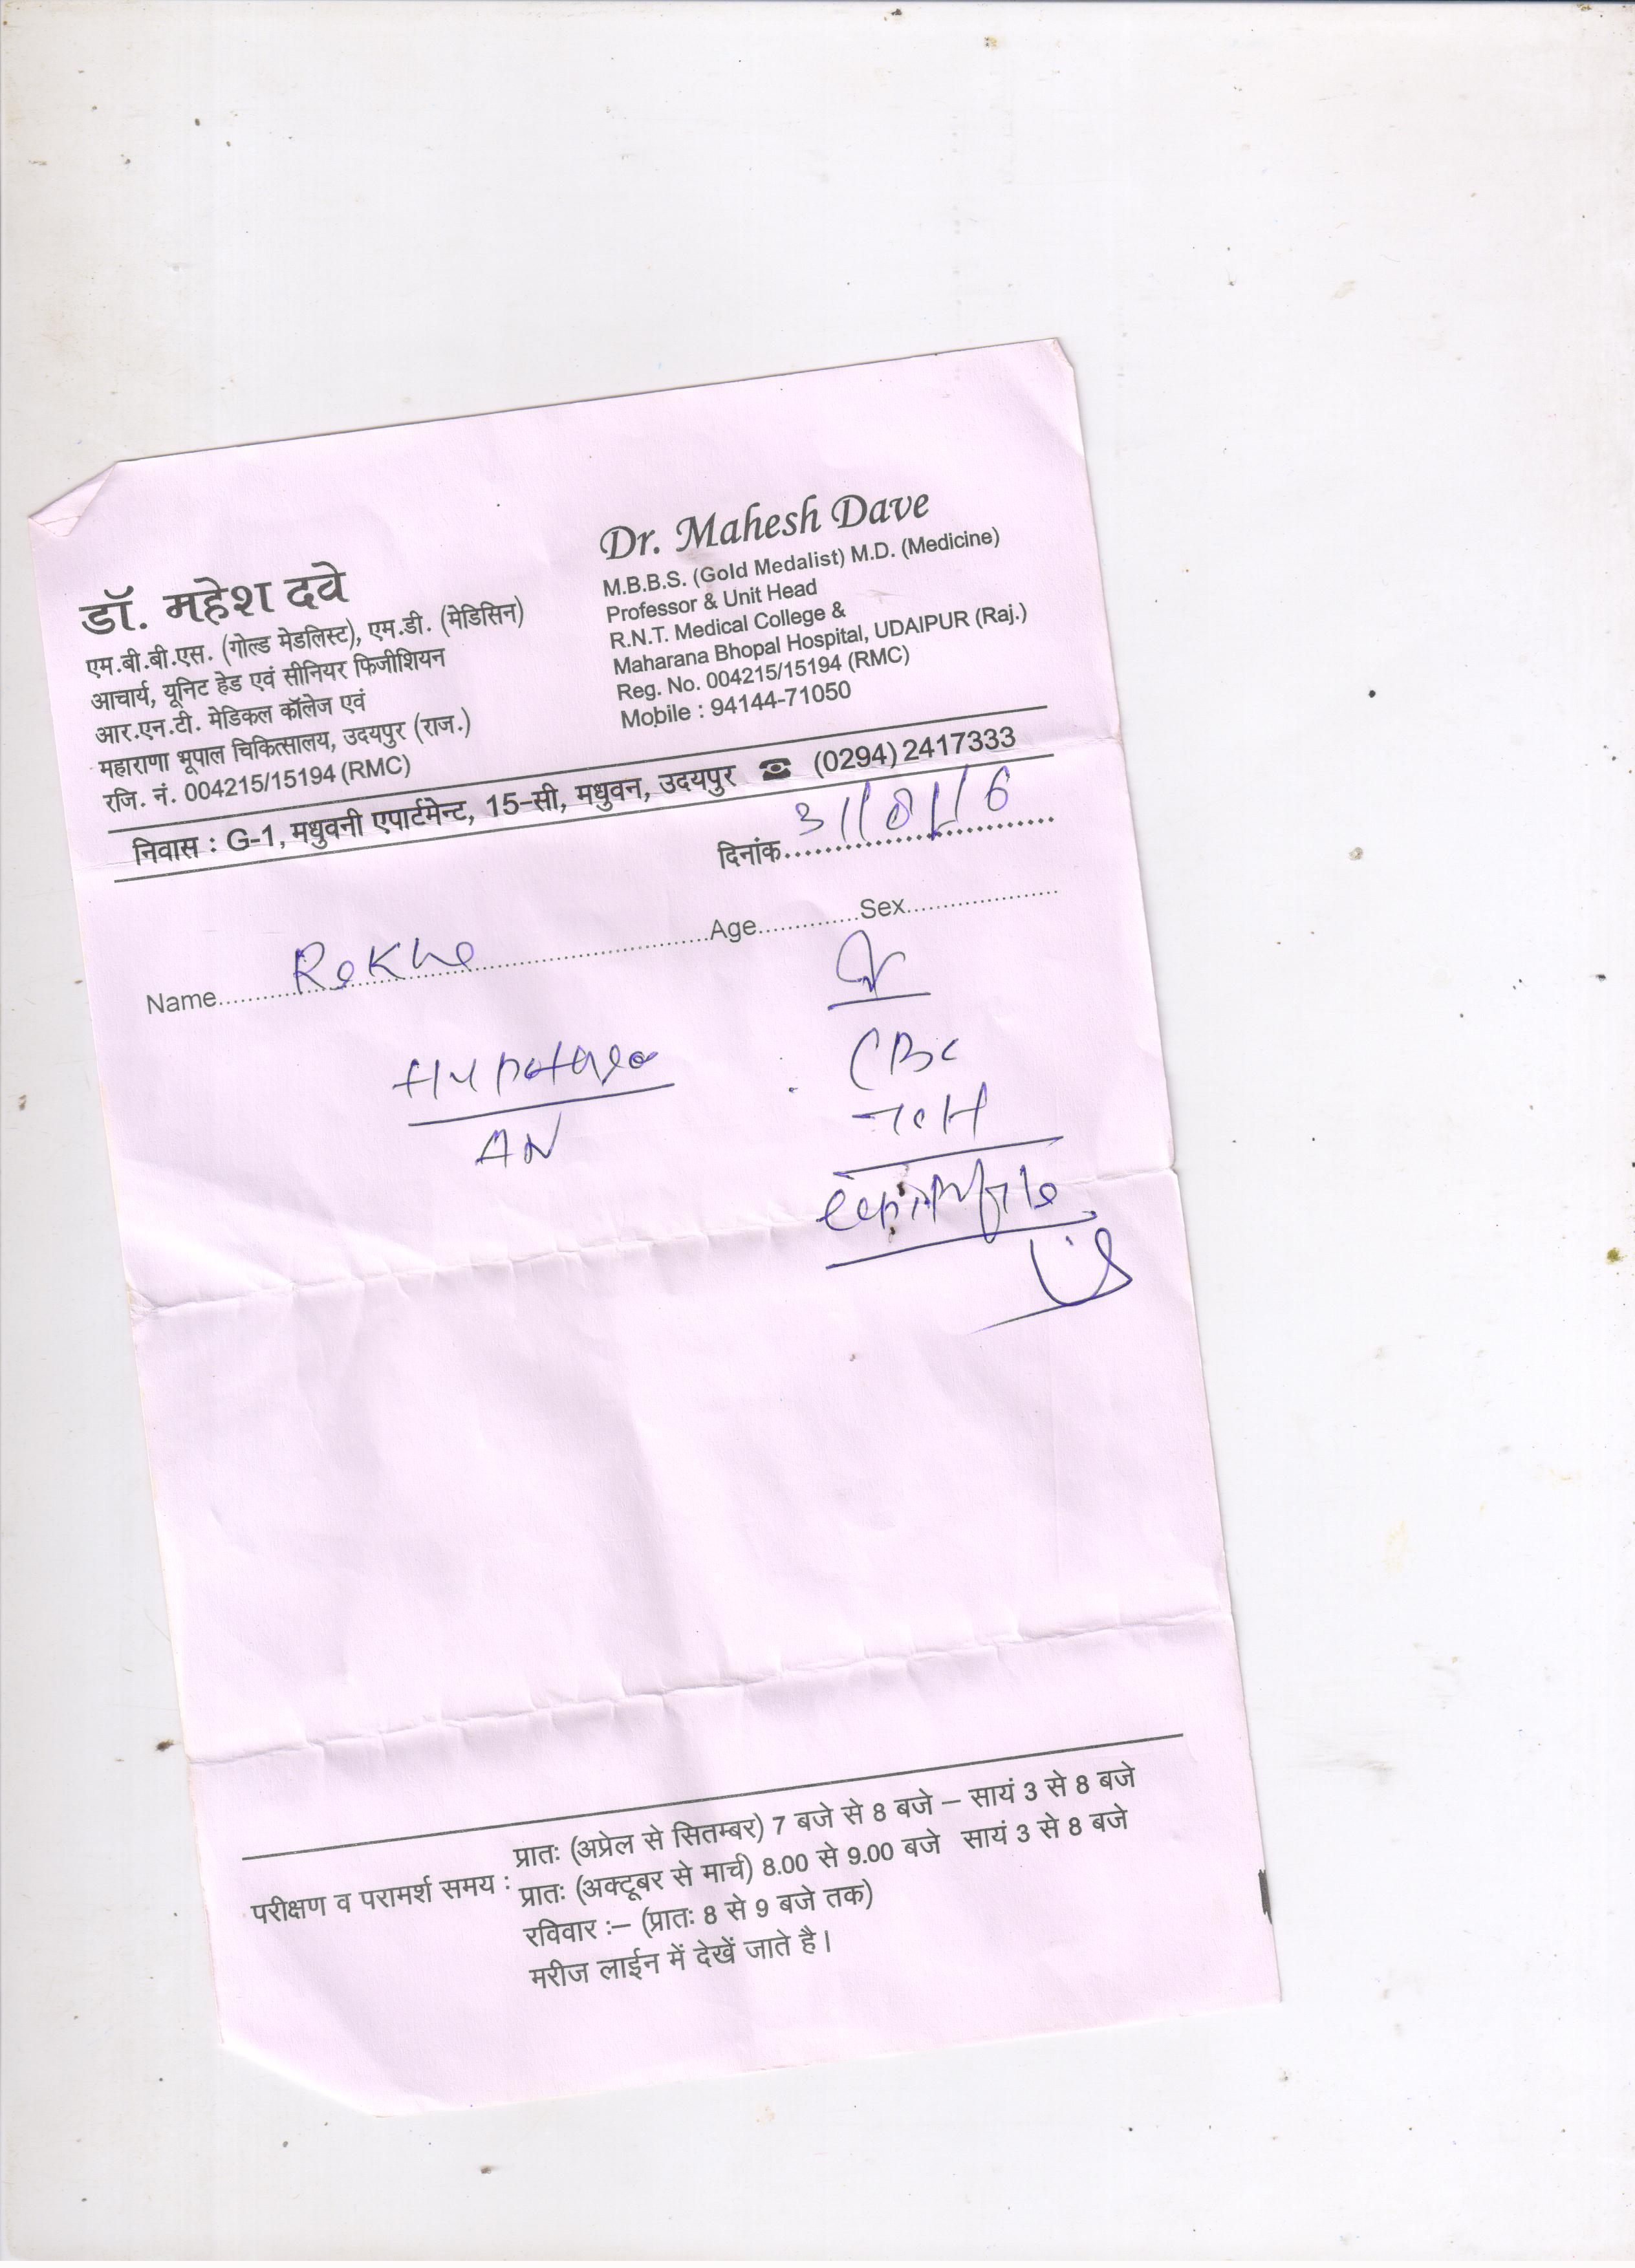 डॉ. महेश दवे
एम.बी.बी.एस. (गोल्ड मेडलिस्ट), एम.डी. (मेडिसिन)
आचार्य, यूनिट हेड एवं सीनियर फिजीशियन
आर.एन.टी. मेडिकल कॉलेज एवं
महाराणा भूपाल चिकित्सालय, उदयपुर (राज.)
रजि. नं. 004215/15194 (RMC)
Dr. Mahesh Dave
M.B.B.S. (Gold Medalist) M.D. (Medicine)
Professor & Unit Head
R.N.T. Medical College &
Maharana Bhopal Hospital, UDAIPUR (Raj.)
Reg. No. 004215/15194 (RMC)
Mobile : 94144-71050
निवास : G-1, मधुवनी एपार्टमेन्ट, 15-सी, मधुवन, उदयपुर ☎ (0294) 2417333
दिनांक
Name Rekha Age Sex
AN
CBC
परीक्षण व परामर्श समय :
प्रातः (अप्रेल से सितम्बर) 7 बजे से 8 बजे – सायं 3 से 8 बजे
प्रातः (अक्टूबर से मार्च) 8.00 से 9.00 बजे सायं 3 से 8 बजे
रविवार :– (प्रातः 8 से 9 बजे तक)
मरीज लाईन में देखें जाते है।